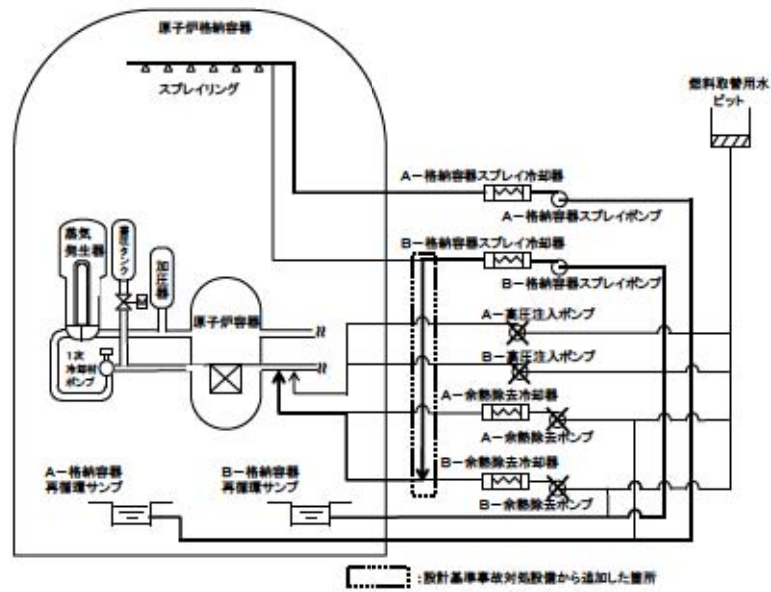 原子炉格納容器
スプレイリング
燃料取替用水
ピット
A-格納容器スプレイ冷却器
A-格納容器スプレイポンプ
B-格納容器スプレイ冷却器
B-格納容器スプレイポンプ
蒸気
発生器
蓄圧タンク
加圧器
原子炉容器
1次
冷却材
ポンプ
A-高圧注入ポンプ
B-高圧注入ポンプ
A-余熱除去冷却器
A-余熱除去ポンプ
B-余熱除去冷却器
B-余熱除去ポンプ
A-格納容器
再循環サンプ
B-格納容器
再循環サンプ
:設計基準事故対処設備から追加した箇所